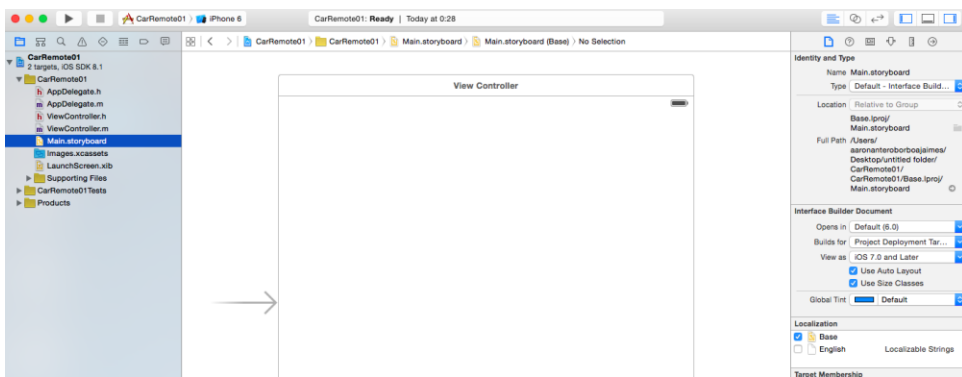 CarRemote01 〉 iPhone 6
CarRemote01: Ready | Today at 0:28
CarRemote01 〉 CarRemote01 〉 Main.storyboard 〉 Main.storyboard (Base) 〉 No Selection
CarRemote01
2 targets, iOS SDK 8.1
CarRemote01
h AppDelegate.h
m AppDelegate.m
h ViewController.h
m ViewController.m
Main.storyboard
Images.xcassets
LaunchScreen.xib
Supporting Files
CarRemote01Tests
Products
View Controller
Identity and Type
Name Main.storyboard
Type Default - Interface Build...
Location Relative to Group
Base.lproj/
Main.storyboard
Full Path /Users/
aaronanteroborboajaimes/
Desktop/untitled folder/
CarRemote01/
CarRemote01/Base.lproj/
Main.storyboard
Interface Builder Document
Opens in Default (6.0)
Builds for Project Deployment Tar...
View as iOS 7.0 and Later
Use Auto Layout
Use Size Classes
Global Tint Default
Localization
Base
English Localizable Strings
Target Membership